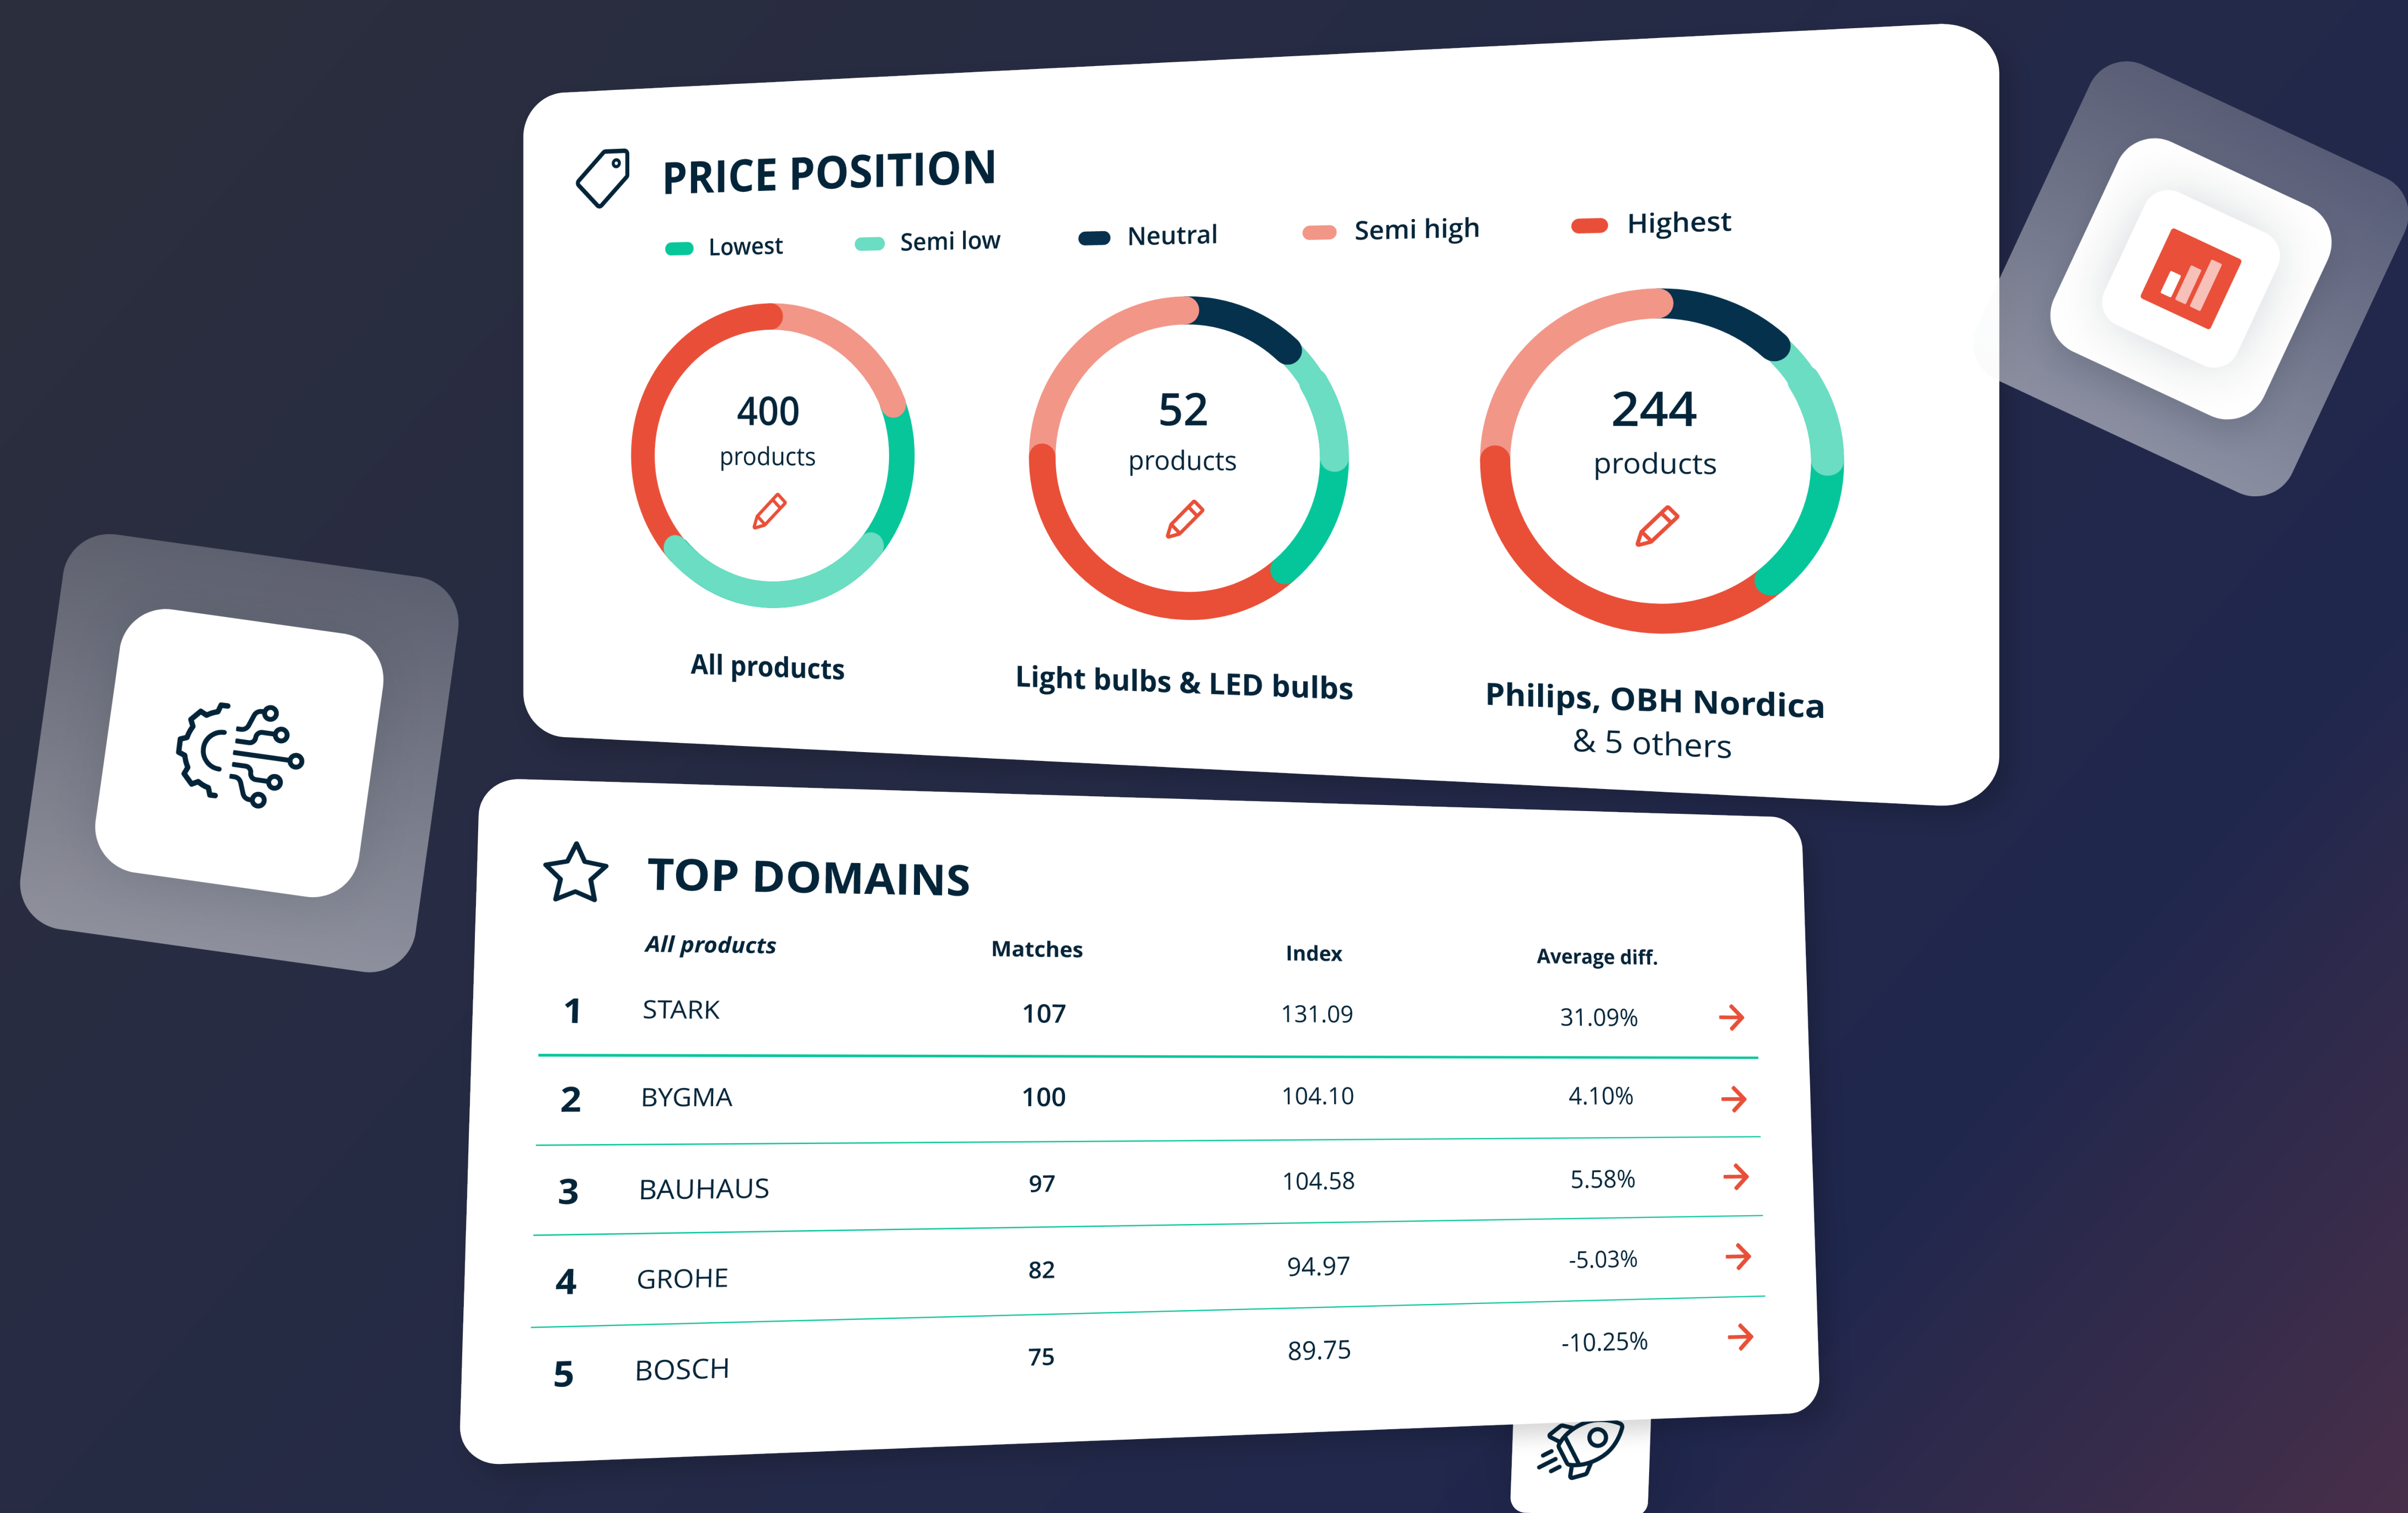 PRICE POSITION
Lowest Semi low Neutral Semi high Highest
400 52 244
products products products
All products Light bulbs & LED bulbs Philips, OBH Nordica
& 5 others
TOP DOMAINS
All products Matches Index Average diff.
1 STARK 107 131.09 31.09%
2 BYGMA 100 104.10 4.10%
3 BAUHAUS 97 104.58 5.58%
4 GROHE 82 94.97 -5.03%
5 BOSCH 75 89.75 -10.25%